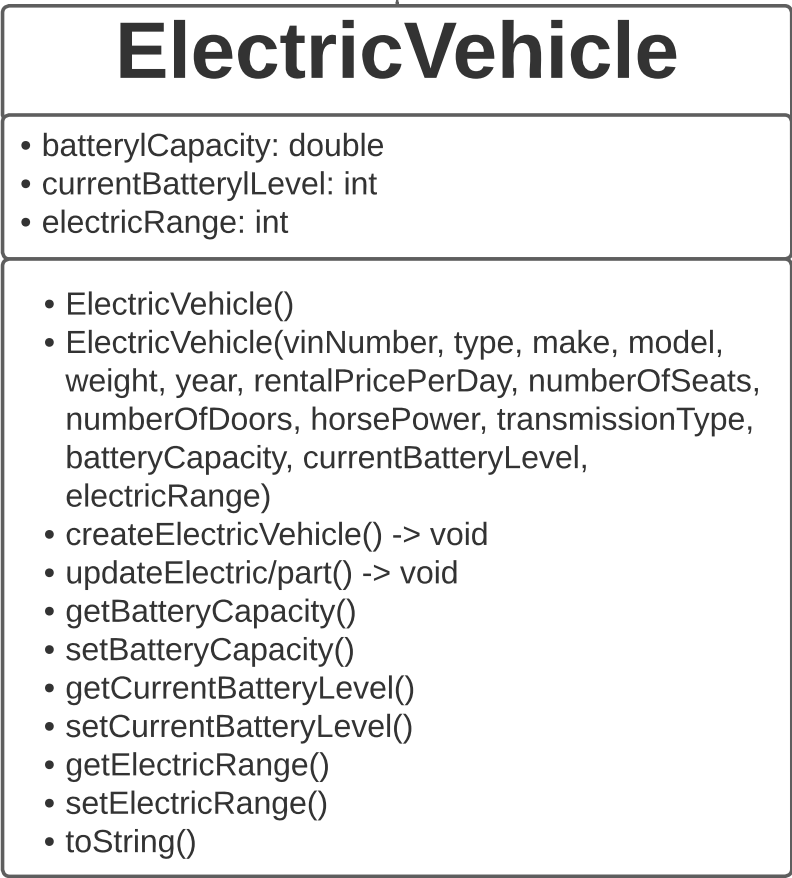 ElectricVehicle
• batterylCapacity: double
• currentBatterylLevel: int
• electricRange: int
• ElectricVehicle()
• ElectricVehicle(vinNumber, type, make, model,
weight, year, rentalPricePerDay, numberOfSeats,
numberOfDoors, horsePower, transmissionType,
batteryCapacity, currentBatteryLevel,
electricRange)
• createElectricVehicle() -> void
• updateElectric/part() -> void
• getBatteryCapacity()
• setBatteryCapacity()
• getCurrentBatteryLevel()
• setCurrentBatteryLevel()
• getElectricRange()
• setElectricRange()
• toString()